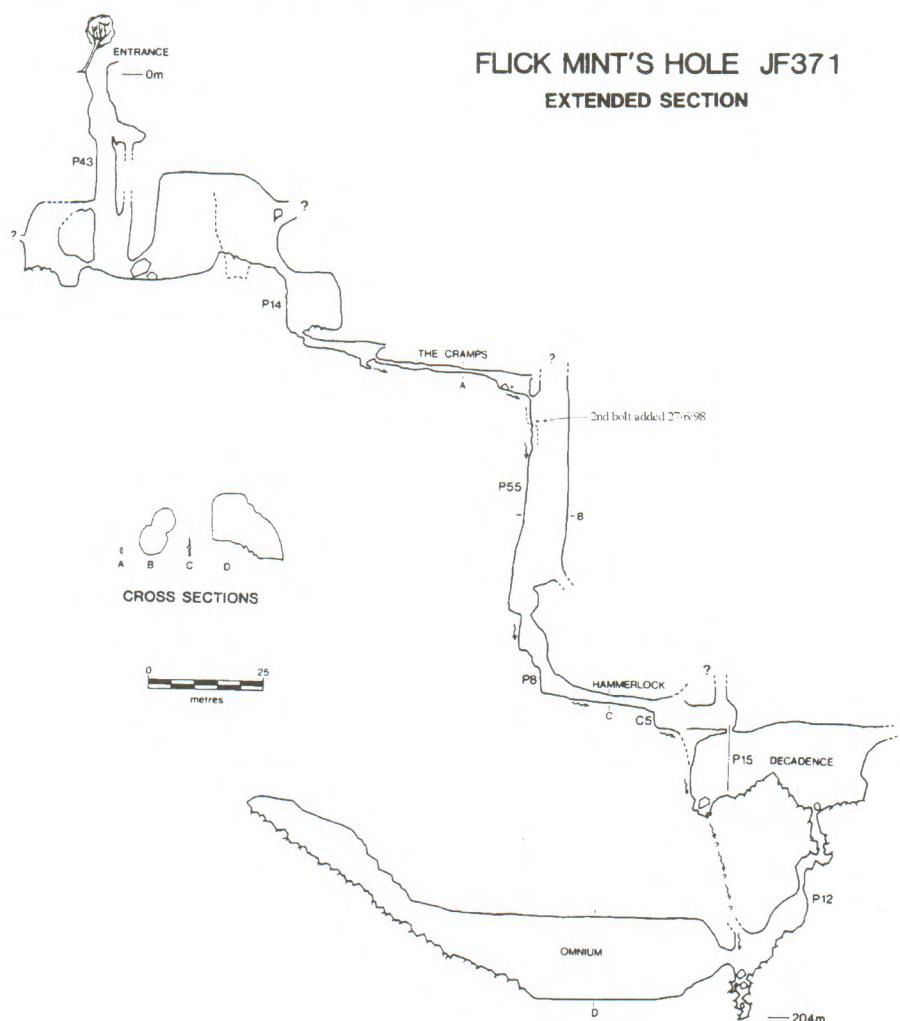 FLICK MINT'S HOLE JF371
EXTENDED SECTION
ENTRANCE
0m
P43
?
?
P14
THE CRAMPS
A
?
2nd bolt added 27/6/98
P55
B
A B C D
CROSS SECTIONS
0 25
metres
P8
HAMMERLOCK
?
C
C5
P15 DECADENCE
P12
OMNIUM
D
204m